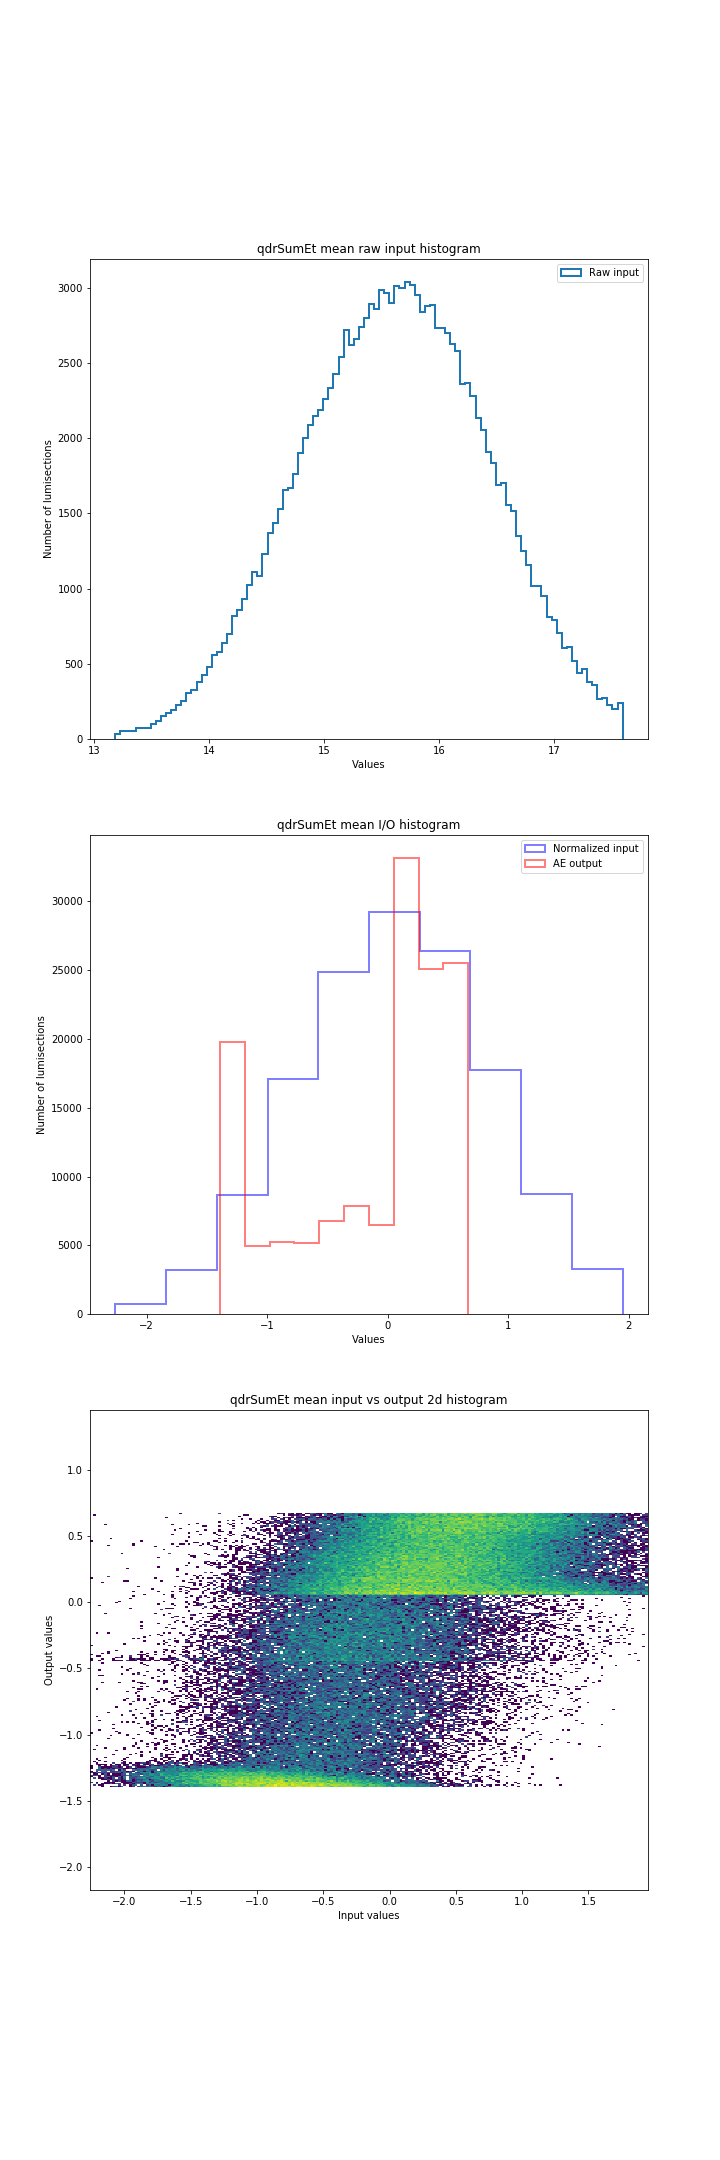 qdrSumEt mean raw input histogram
Raw input
3000
2500
2000
1500
1000
500
0
Number of lumisections
13 14 15 16 17
Values
qdrSumEt mean I/O histogram
Normalized input
AE output
30000
25000
20000
15000
10000
5000
0
Number of lumisections
−2 −1 0 1 2
Values
qdrSumEt mean input vs output 2d histogram
1.0
0.5
0.0
−0.5
−1.0
−1.5
−2.0
Output values
−2.0 −1.5 −1.0 −0.5 0.0 0.5 1.0 1.5
Input values